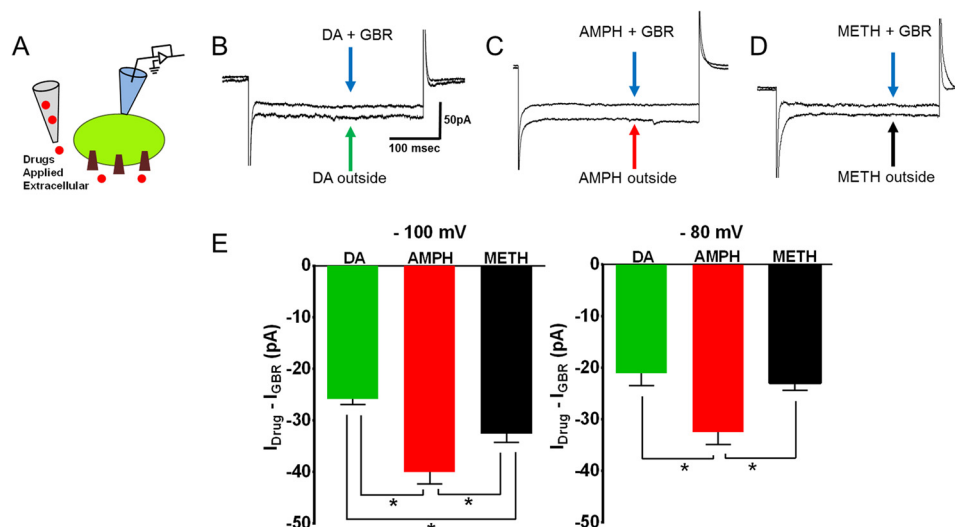 A
Drugs
Applied
Extracellular
B
DA + GBR
50pA
100 msec
DA outside
C
AMPH + GBR
AMPH outside
D
METH + GBR
METH outside
E
- 100 mV
DA AMPH METH
I_Drug - I_GBR (pA)
0
-10
-20
-30
-40
-50
* *
*
- 80 mV
DA AMPH METH
I_Drug - I_GBR (pA)
0
-10
-20
-30
-40
-50
* *